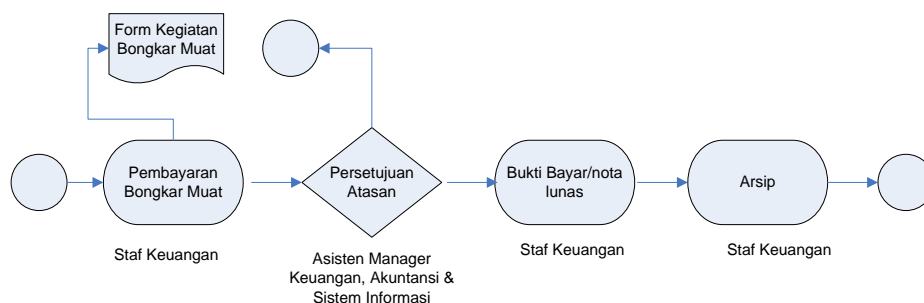 Form Kegiatan
Bongkar Muat
Pembayaran
Bongkar Muat
Persetujuan
Atasan
Bukti Bayar/nota
lunas
Arsip
Staf Keuangan
Asisten Manager
Keuangan, Akuntansi &
Sistem Informasi
Staf Keuangan
Staf Keuangan